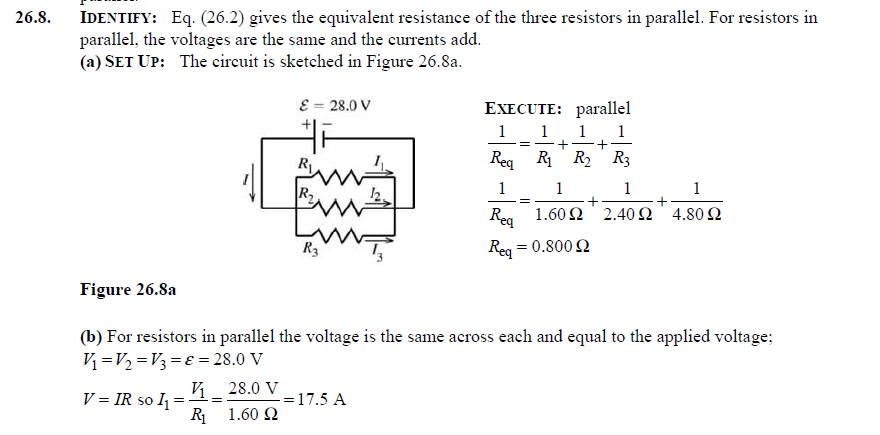 26.8. IDENTIFY: Eq. (26.2) gives the equivalent resistance of the three resistors in parallel. For resistors in
parallel, the voltages are the same and the currents add.
(a) SET UP: The circuit is sketched in Figure 26.8a.
ε = 28.0 V
+ −
R₁ I₁
I
R₂ I₂
R₃ I₃
EXECUTE: parallel
1/Req = 1/R₁ + 1/R₂ + 1/R₃
1/Req = 1/1.60 Ω + 1/2.40 Ω + 1/4.80 Ω
Req = 0.800 Ω
Figure 26.8a
(b) For resistors in parallel the voltage is the same across each and equal to the applied voltage;
V₁ = V₂ = V₃ = ε = 28.0 V
V = IR so I₁ = V₁/R₁ = 28.0 V/1.60 Ω = 17.5 A